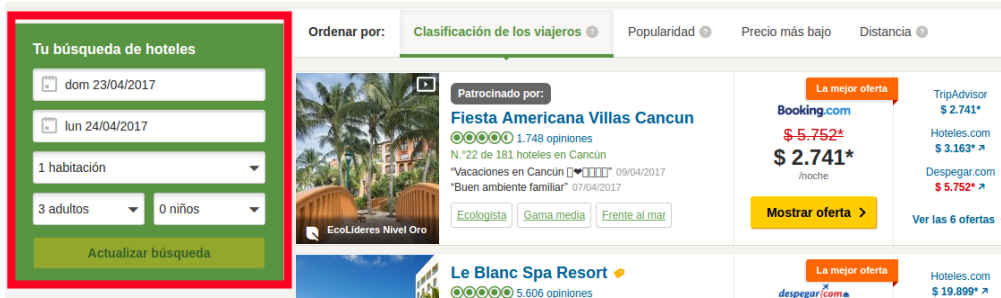 Tu búsqueda de hoteles
dom 23/04/2017
lun 24/04/2017
1 habitación
3 adultos
0 niños
Actualizar búsqueda
Ordenar por:
Clasificación de los viajeros
Popularidad
Precio más bajo
Distancia
EcoLíderes Nivel Oro
Patrocinado por:
Fiesta Americana Villas Cancun
1.748 opiniones
N.°22 de 181 hoteles en Cancún
“Vacaciones en Cancún ❤” 09/04/2017
“Buen ambiente familiar” 07/04/2017
Ecologista
Gama media
Frente al mar
La mejor oferta
Booking.com
$ 5.752*
$ 2.741*
/noche
Mostrar oferta
TripAdvisor
$ 2.741*
Hoteles.com
$ 3.163*
Despegar.com
$ 5.752*
Ver las 6 ofertas
Le Blanc Spa Resort
5.606 opiniones
La mejor oferta
despegar.com
Hoteles.com
$ 19.899*